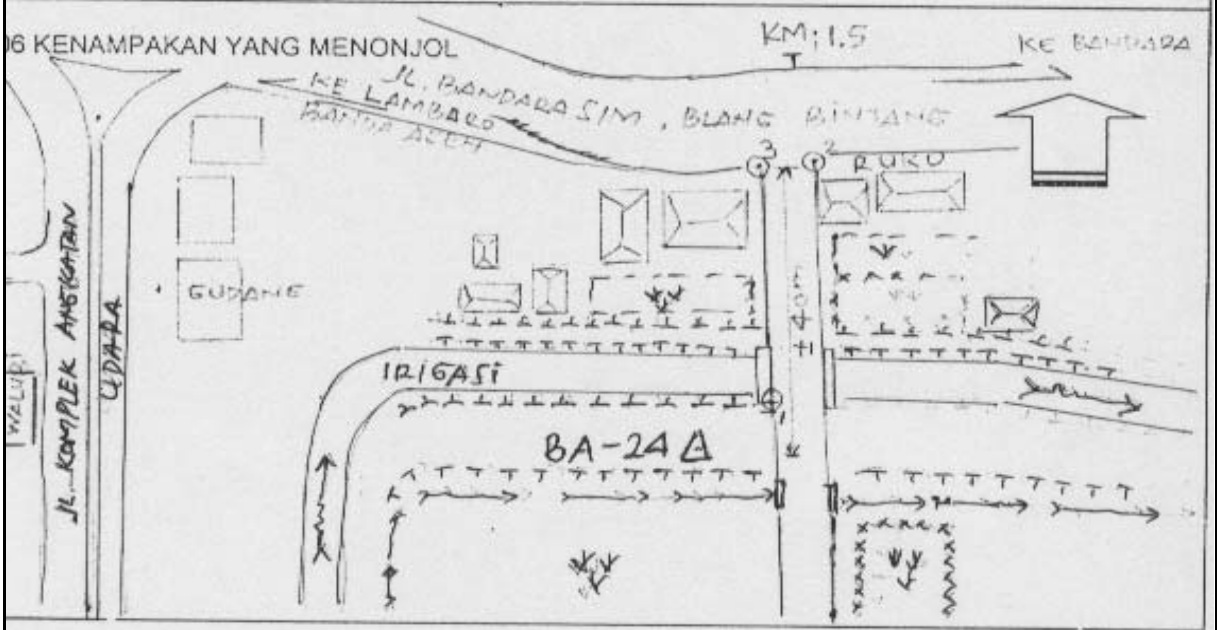 06 KENAMPAKAN YANG MENONJOL
KM; 1.5
KE BANDARA
JL. BANDARA SIM, BLANG BINTANG
KE LAMBARO
BANDA ACEH
3
2
RUKO
JL. KOMPLEK ANGKATAN
UDARA
GUDANG
± 40m
IRIGASI
1
BA-24